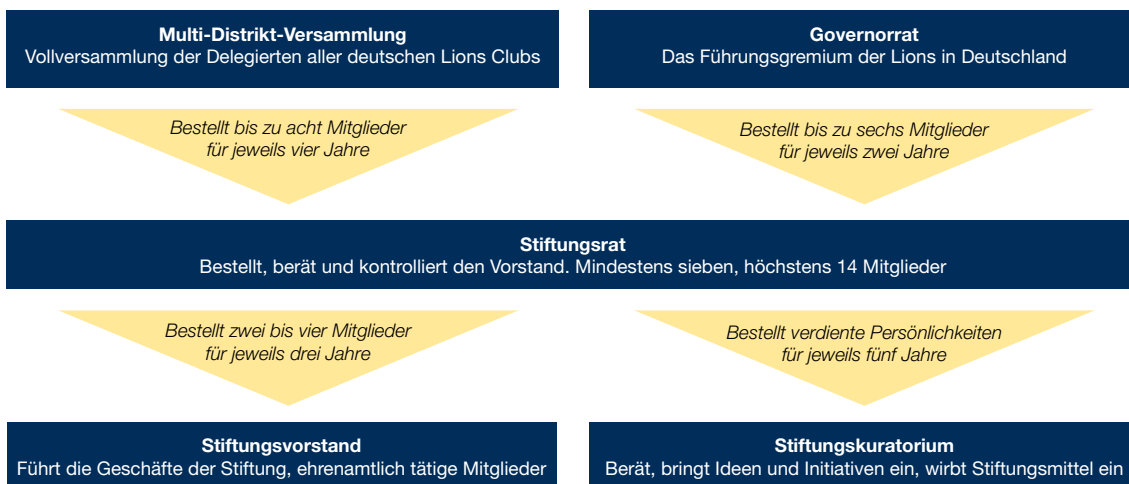 Multi-Distrikt-Versammlung
Vollversammlung der Delegierten aller deutschen Lions Clubs
Governorrat
Das Führungsgremium der Lions in Deutschland
Bestellt bis zu acht Mitglieder
für jeweils vier Jahre
Bestellt bis zu sechs Mitglieder
für jeweils zwei Jahre
Stiftungsrat
Bestellt, berät und kontrolliert den Vorstand. Mindestens sieben, höchstens 14 Mitglieder
Bestellt zwei bis vier Mitglieder
für jeweils drei Jahre
Bestellt verdiente Persönlichkeiten
für jeweils fünf Jahre
Stiftungsvorstand
Führt die Geschäfte der Stiftung, ehrenamtlich tätige Mitglieder
Stiftungskuratorium
Berät, bringt Ideen und Initiativen ein, wirbt Stiftungsmittel ein